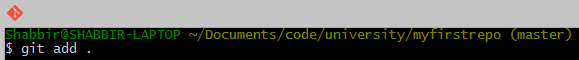 Shabbir@SHABBIR-LAPTOP ~/Documents/code/university/myfirstrepo (master)
$ git add .